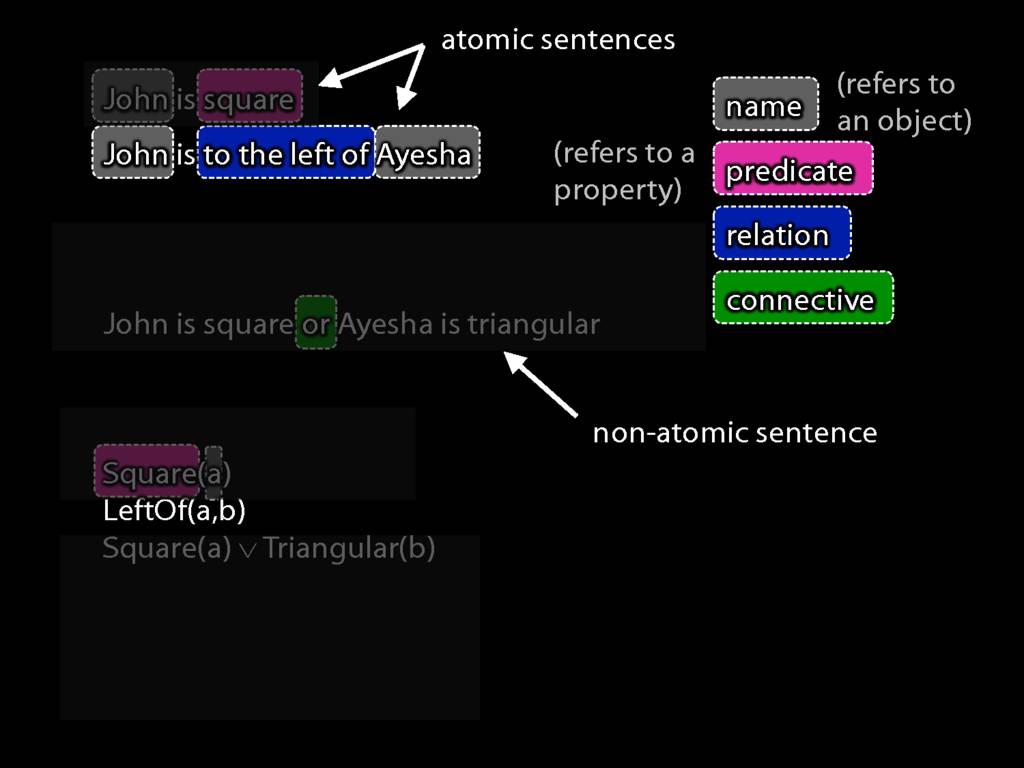 atomic sentences
John is square
John is to the left of Ayesha
name
(refers to
an object)
(refers to a
property)
predicate
relation
connective
John is square or Ayesha is triangular
non-atomic sentence
Square(a)
LeftOf(a,b)
Square(a) ∨ Triangular(b)